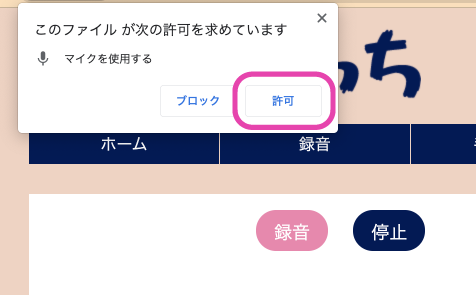 このファイル が次の許可を求めています
マイクを使用する
ブロック
許可
ち
ホーム
録音
録音
停止